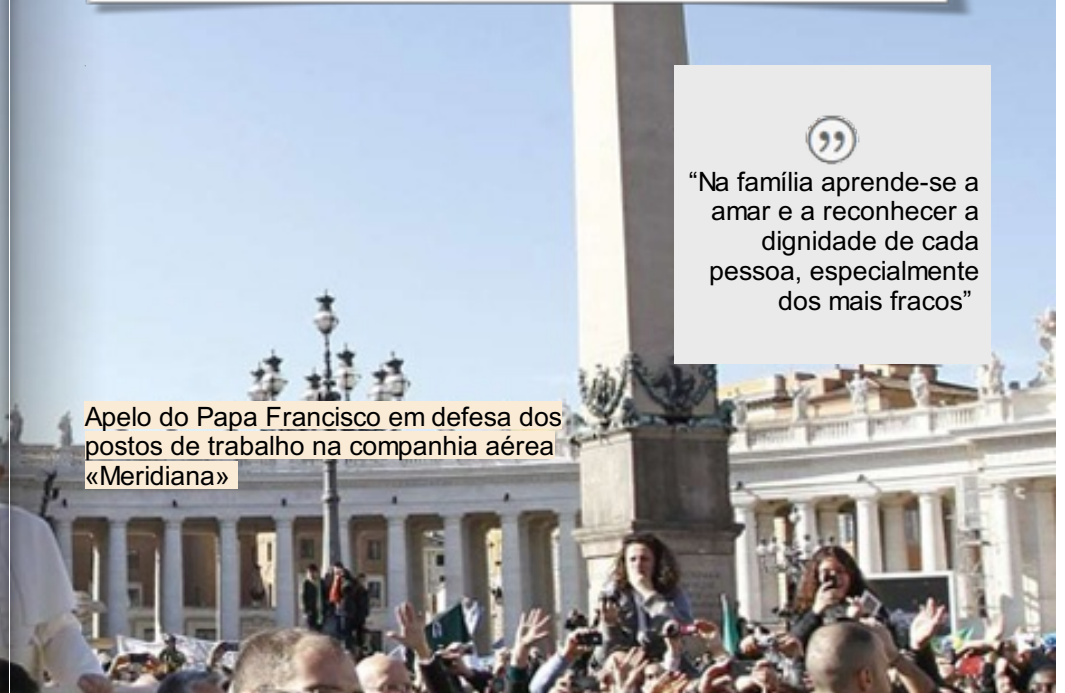 “Na família aprende-se a
amar e a reconhecer a
dignidade de cada
pessoa, especialmente
dos mais fracos”
Apelo do Papa Francisco em defesa dos
postos de trabalho na companhia aérea
«Meridiana»